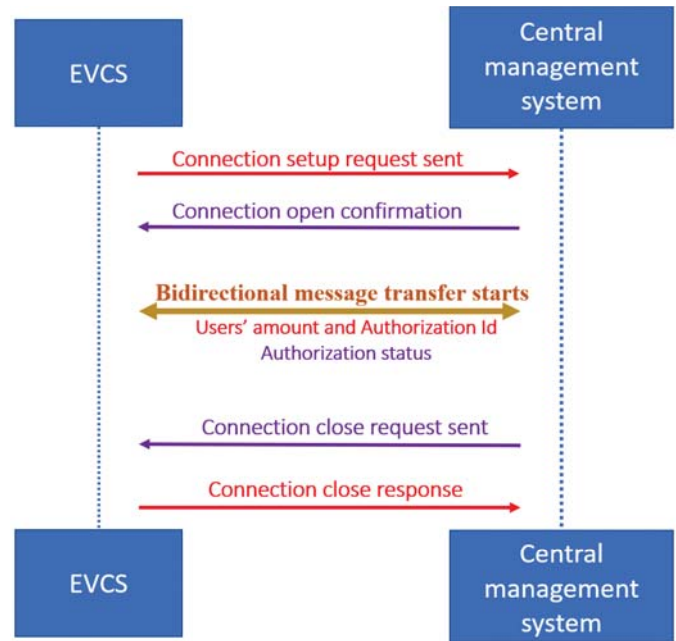 EVCS
Central
management
system
Connection setup request sent
Connection open confirmation
Bidirectional message transfer starts
Users' amount and Authorization Id
Authorization status
Connection close request sent
Connection close response
EVCS
Central
management
system